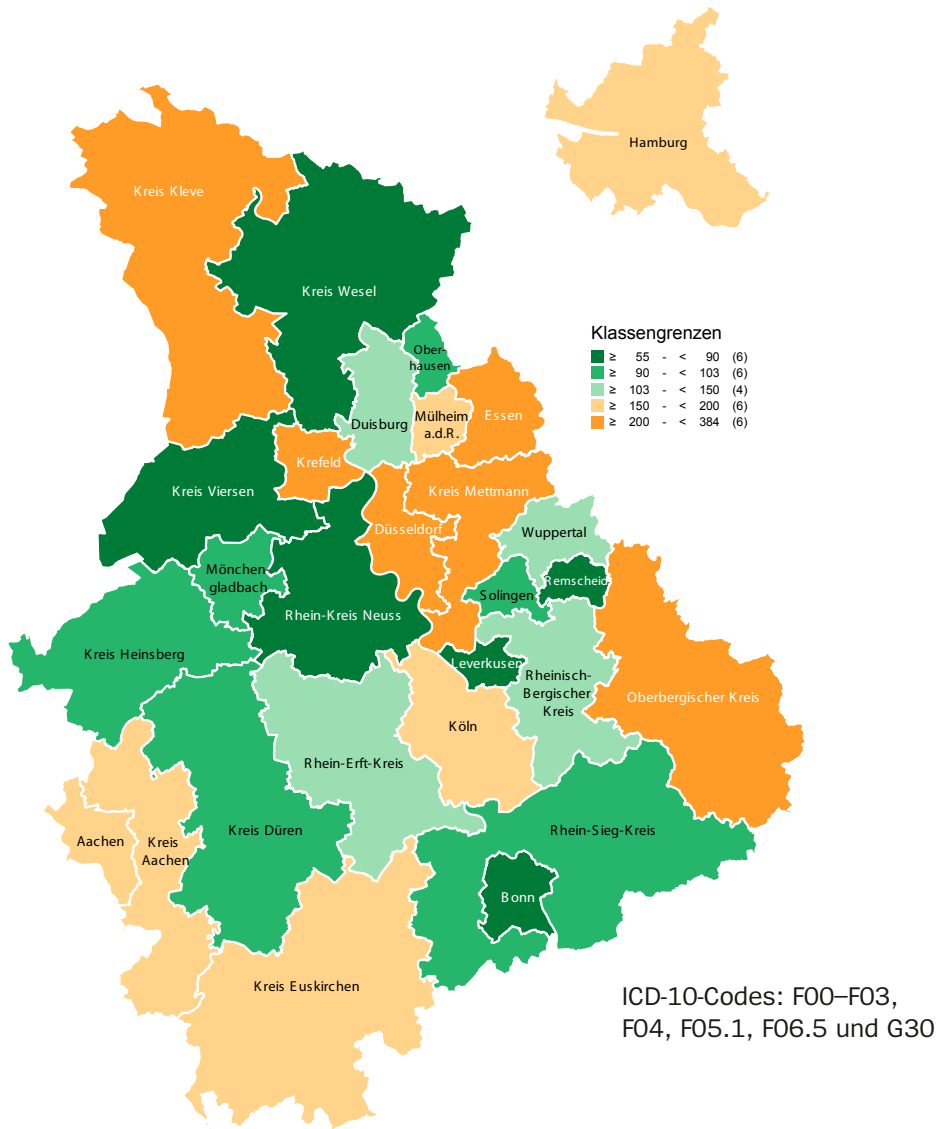 Hamburg
Kreis Kleve
Kreis Wesel
Klassengrenzen
≥ 55 - < 90 (6)
≥ 90 - < 103 (6)
≥ 103 - < 150 (4)
≥ 150 - < 200 (6)
≥ 200 - < 384 (6)
Ober-
hausen
Duisburg
Mülheim
a.d.R.
Essen
Krefeld
Kreis Viersen
Kreis Mettmann
Düsseldorf
Wuppertal
Mönchen
gladbach
Remscheid
Solingen
Rhein-Kreis Neuss
Kreis Heinsberg
Leverkusen
Rheinisch-
Bergischer
Kreis
Oberbergischer Kreis
Köln
Rhein-Erft-Kreis
Aachen
Kreis
Aachen
Kreis Düren
Rhein-Sieg-Kreis
Bonn
Kreis Euskirchen
ICD-10-Codes: F00–F03,
F04, F05.1, F06.5 und G30